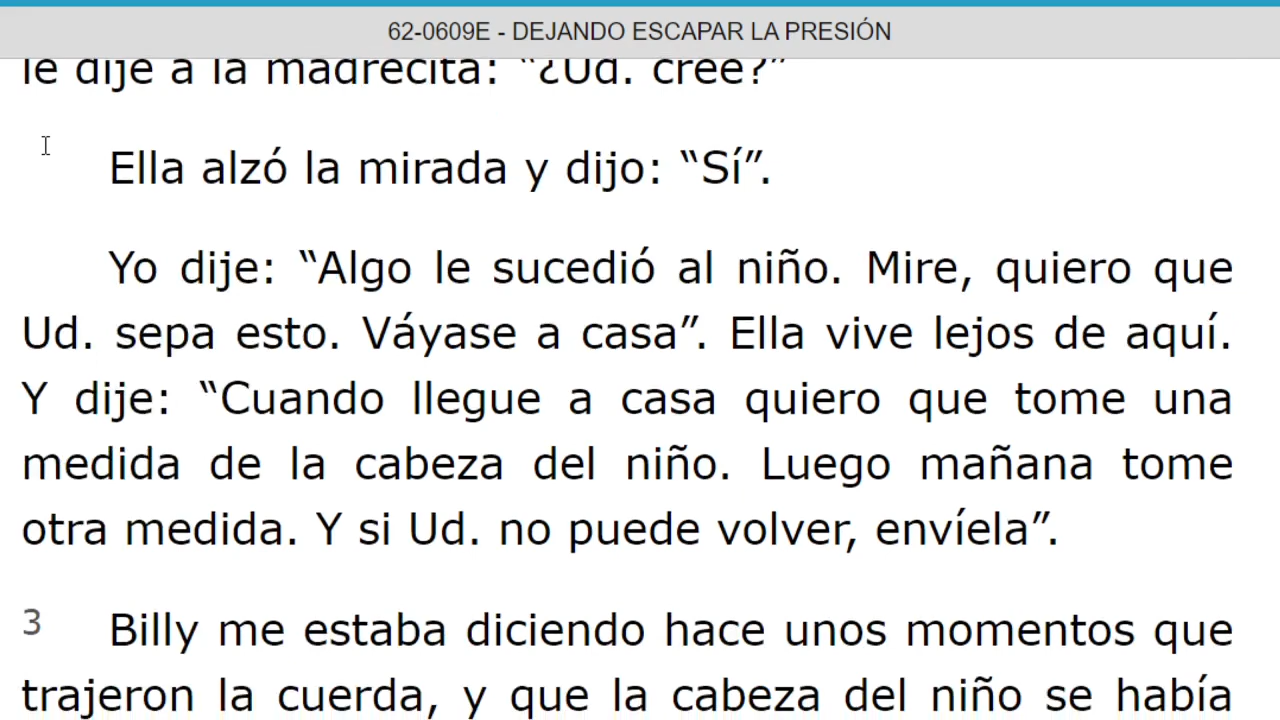 62-0609E - DEJANDO ESCAPAR LA PRESIÓN
le dije a la madrecita: “¿Ud. cree?”
Ella alzó la mirada y dijo: “Sí”.
Yo dije: “Algo le sucedió al niño. Mire, quiero que
Ud. sepa esto. Váyase a casa”. Ella vive lejos de aquí.
Y dije: “Cuando llegue a casa quiero que tome una
medida de la cabeza del niño. Luego mañana tome
otra medida. Y si Ud. no puede volver, envíela”.
3 Billy me estaba diciendo hace unos momentos que
trajeron la cuerda, y que la cabeza del niño se había